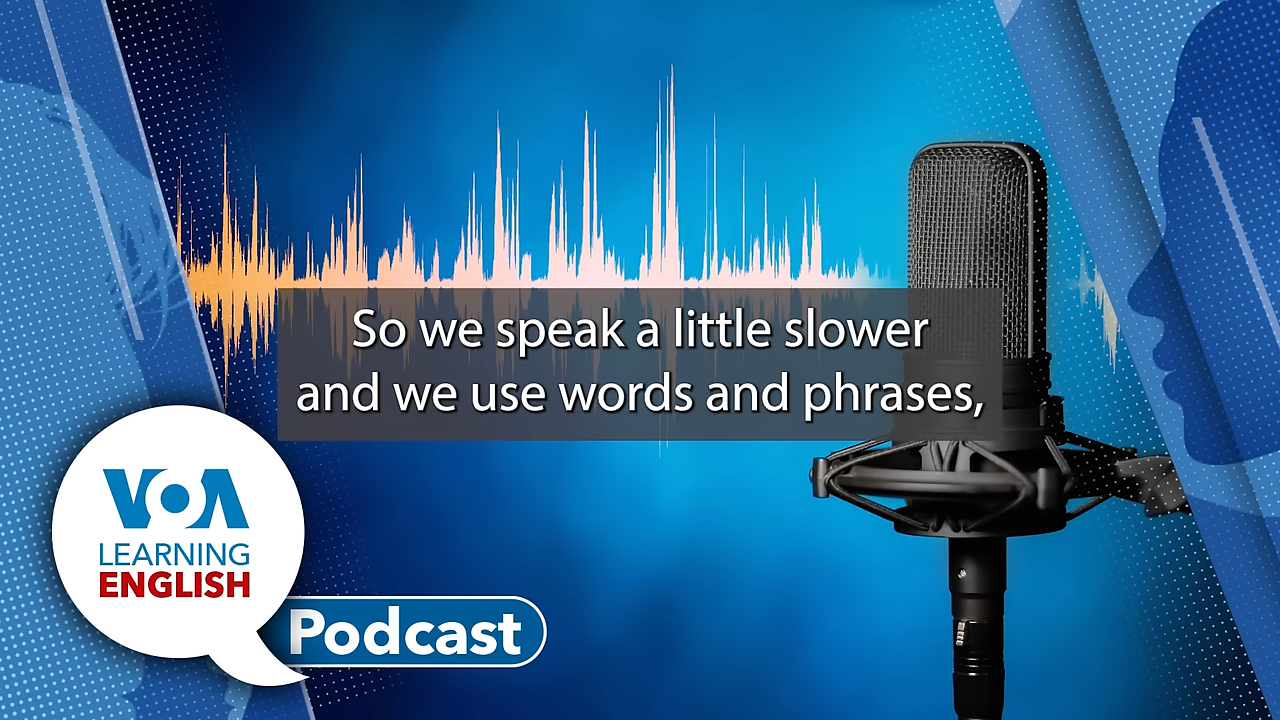 So we speak a little slower
and we use words and phrases,
VOA
LEARNING
ENGLISH
Podcast